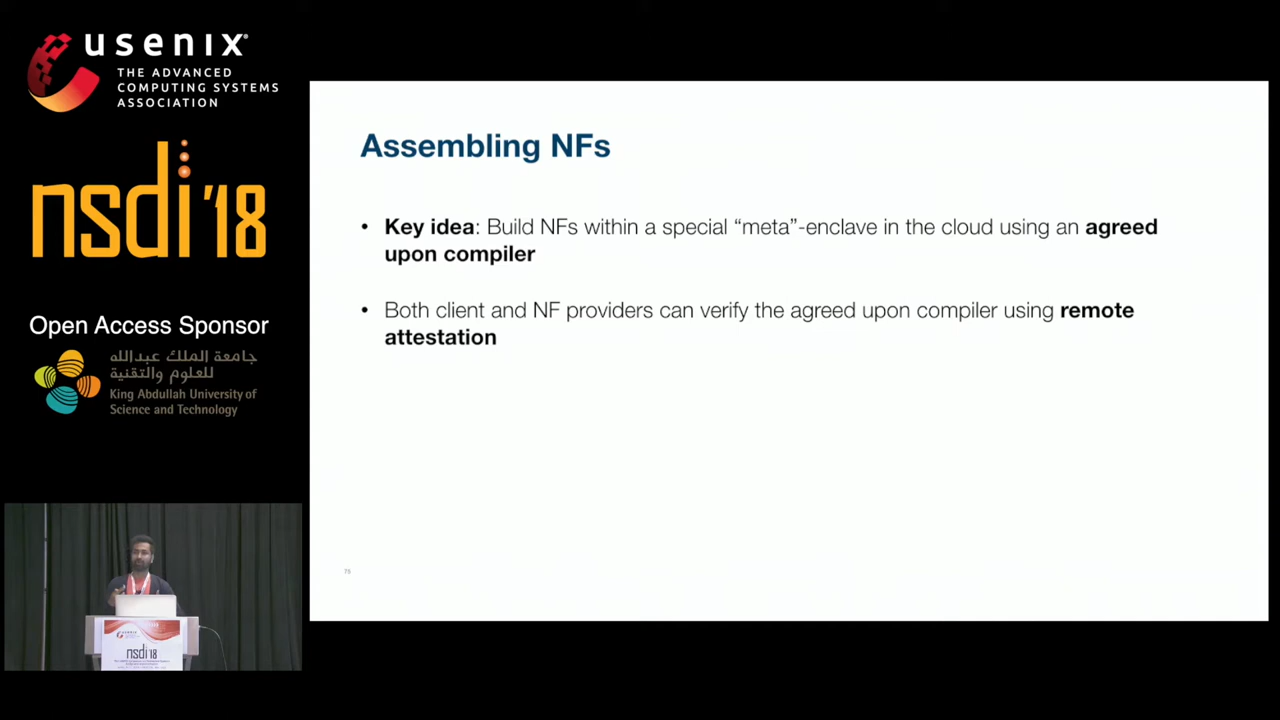 usenix
THE ADVANCED
COMPUTING SYSTEMS
ASSOCIATION
nsdi '18
Open Access Sponsor
جامعة الملك عبدالله
للعلوم والتقنية
King Abdullah University of
Science and Technology
Assembling NFs
• Key idea: Build NFs within a special “meta”-enclave in the cloud using an agreed
upon compiler
• Both client and NF providers can verify the agreed upon compiler using remote
attestation
usenix
nsdi '18